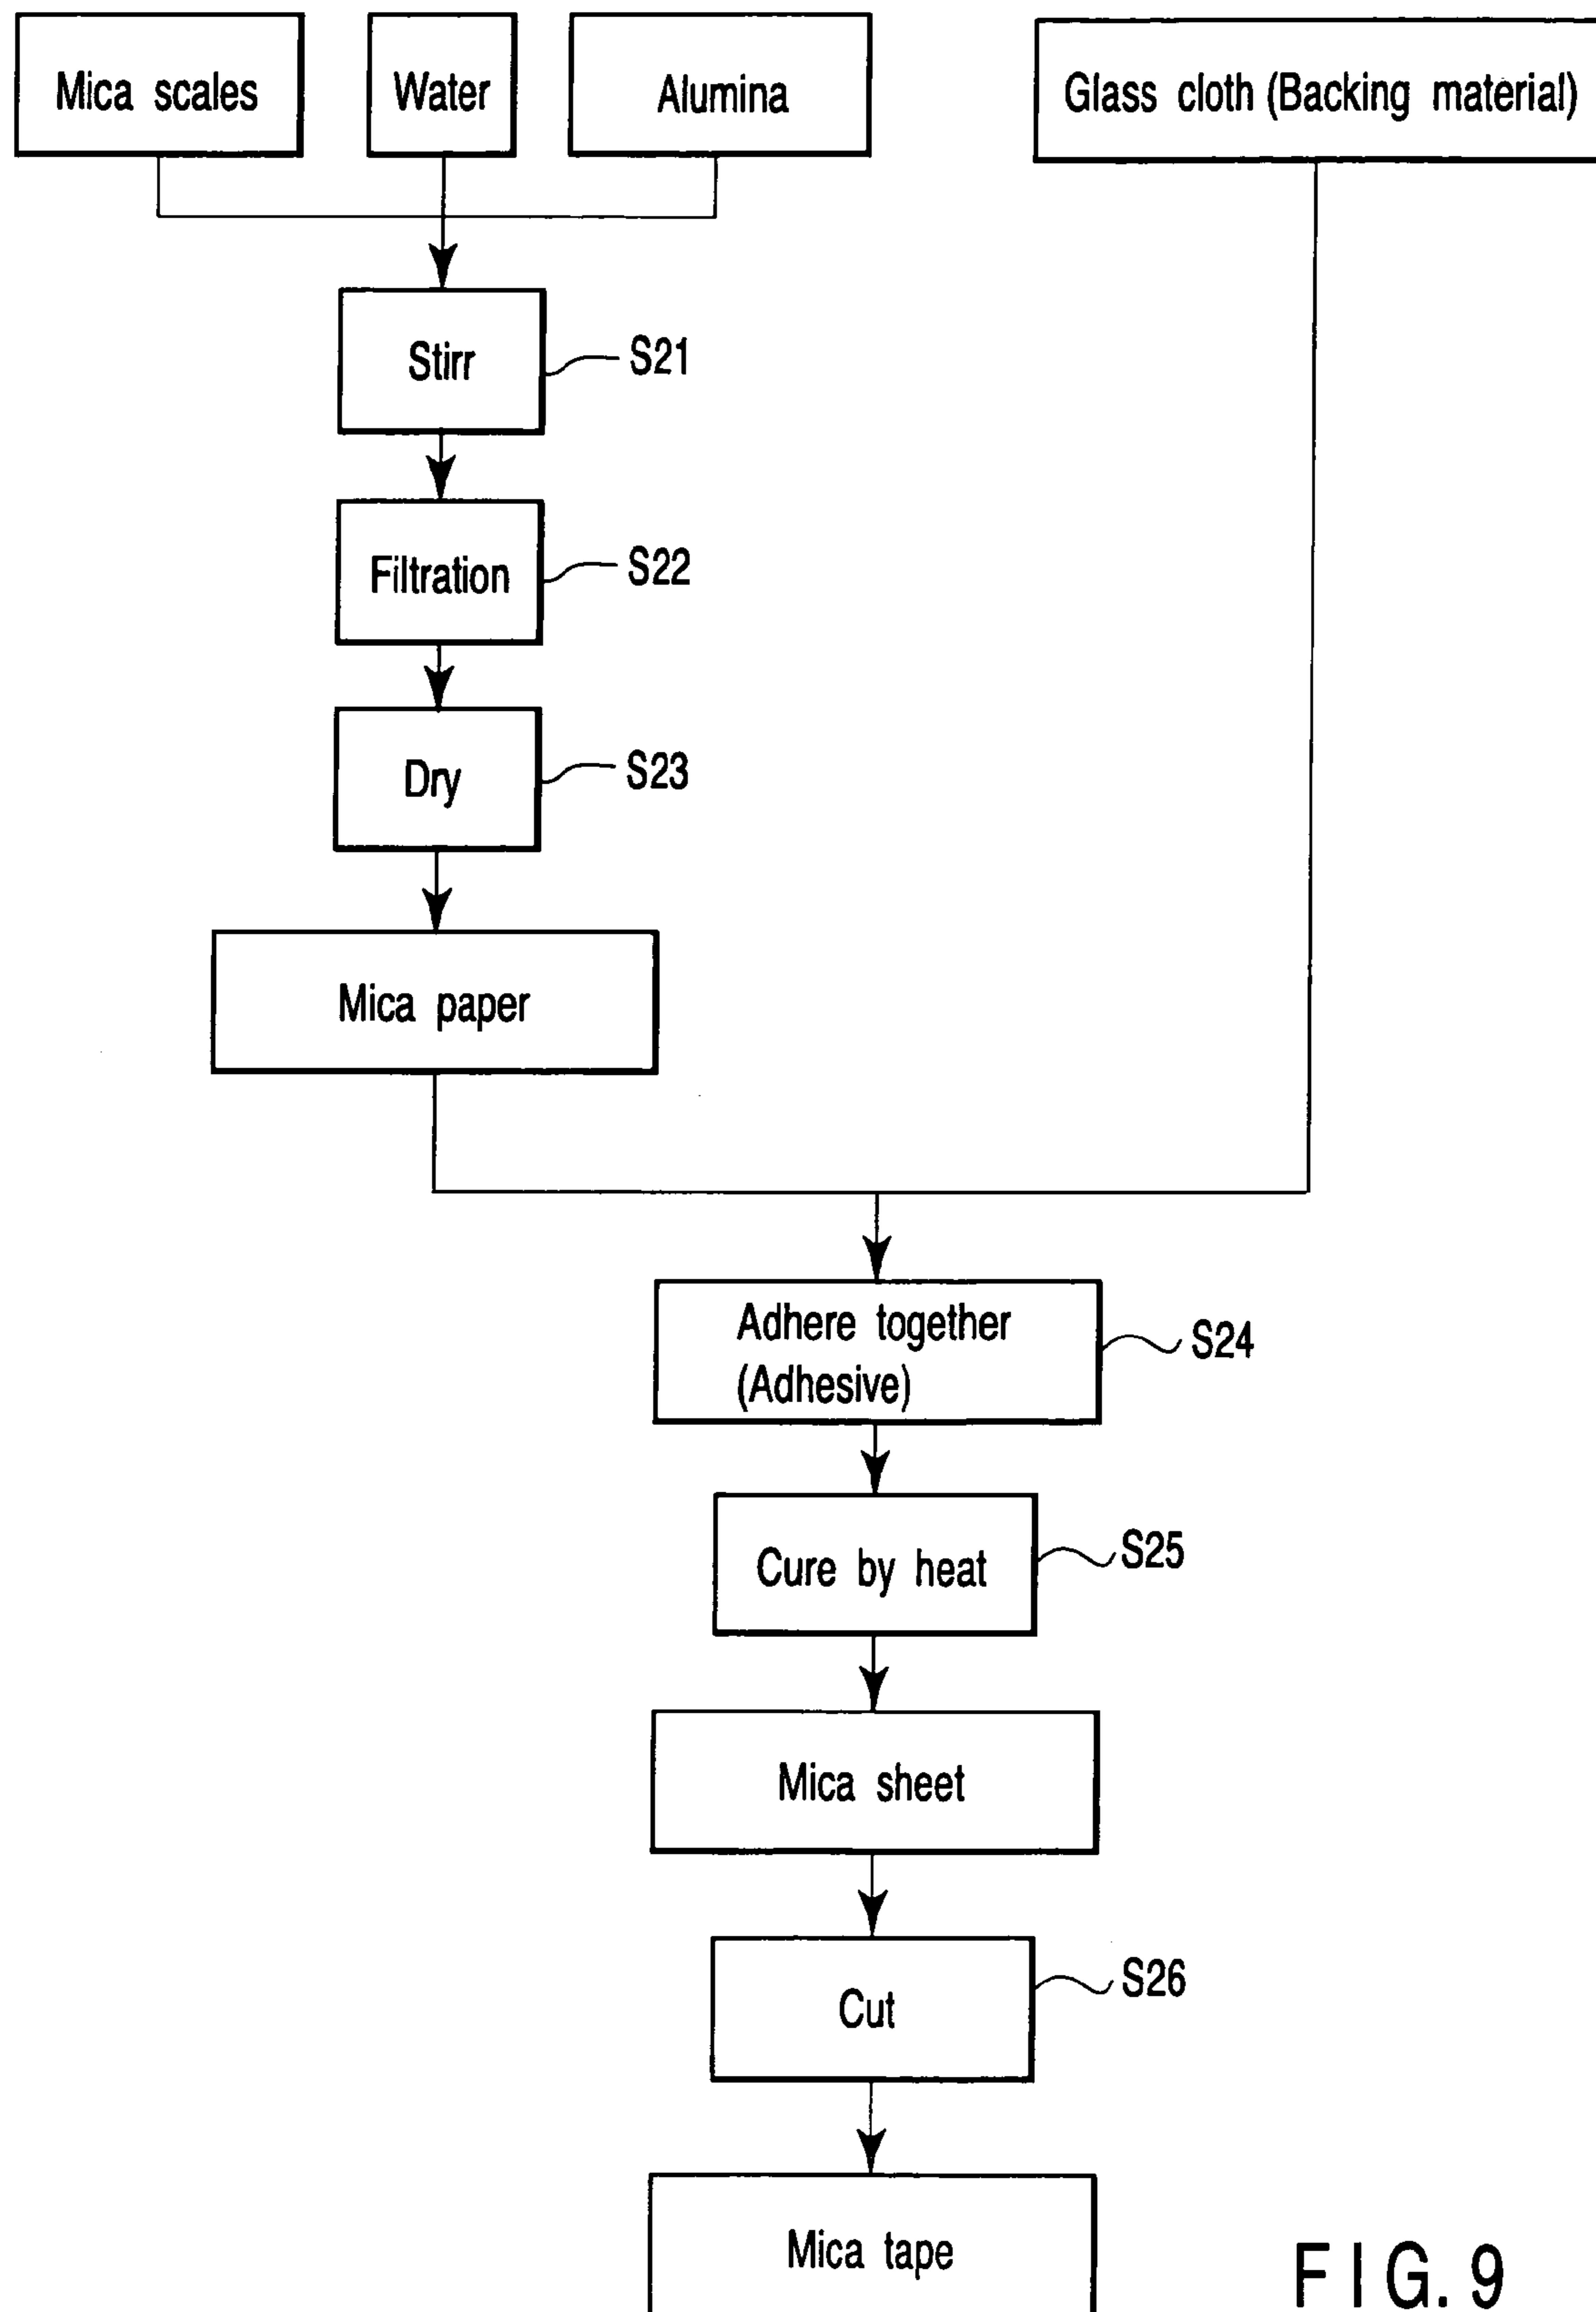 Mica scales
Water
Alumina
Glass cloth (Backing material)
Stirr
S21
Filtration
S22
Dry
S23
Mica paper
Adhere together
(Adhesive)
S24
Cure by heat
S25
Mica sheet
Cut
S26
Mica tape
FIG. 9